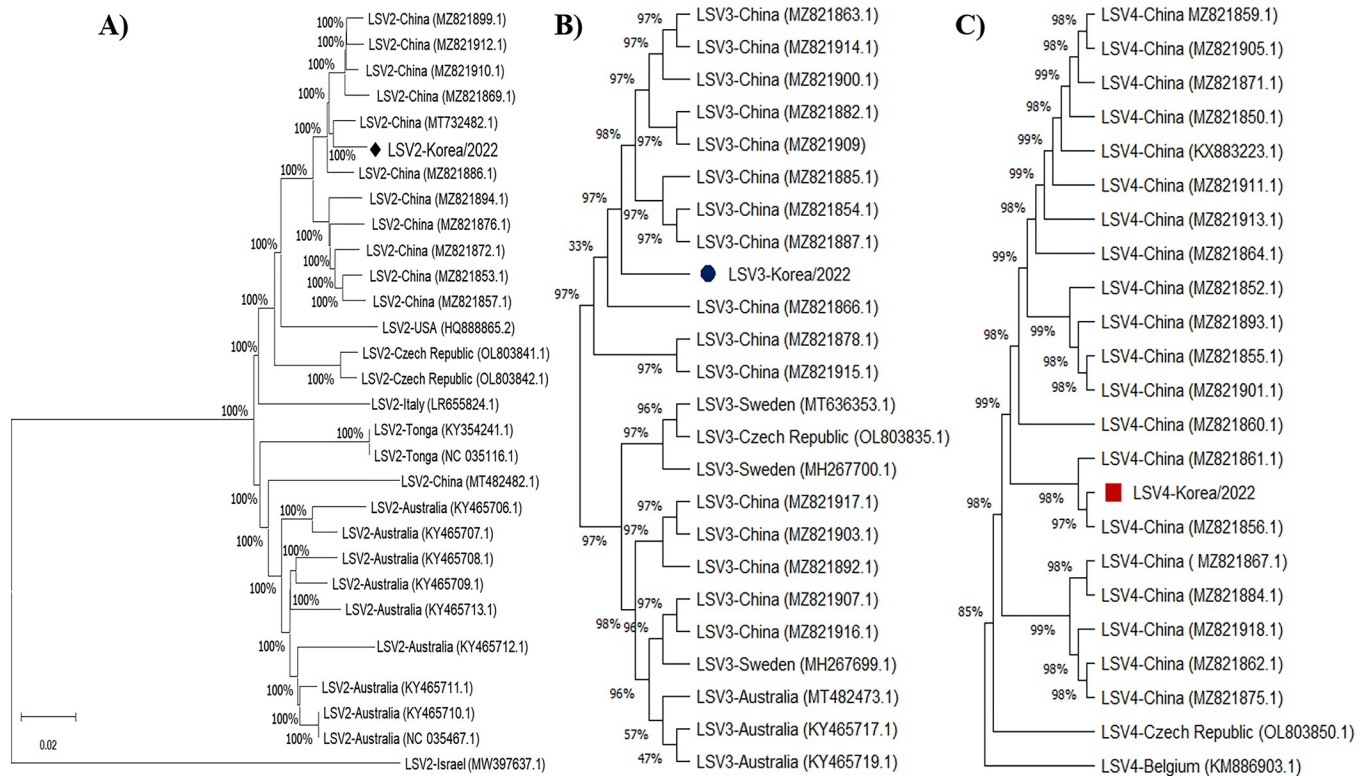 A)
100%
LSV2-China (MZ821899.1)
100%
LSV2-China (MZ821912.1)
100%
LSV2-China (MZ821910.1)
100%
LSV2-China (MZ821869.1)
LSV2-China (MT732482.1)
100%
LSV2-Korea/2022
100%
LSV2-China (MZ821886.1)
100%
LSV2-China (MZ821894.1)
100%
LSV2-China (MZ821876.1)
100%
LSV2-China (MZ821872.1)
100%
LSV2-China (MZ821853.1)
100%
LSV2-China (MZ821857.1)
100%
LSV2-USA (HQ888865.2)
100%
LSV2-Czech Republic (OL803841.1)
100%
LSV2-Czech Republic (OL803842.1)
LSV2-Italy (LR655824.1)
100%
LSV2-Tonga (KY354241.1)
100%
LSV2-Tonga (NC 035116.1)
LSV2-China (MT482482.1)
100%
LSV2-Australia (KY465706.1)
100%
LSV2-Australia (KY465707.1)
100%
LSV2-Australia (KY465708.1)
100%
LSV2-Australia (KY465709.1)
100%
LSV2-Australia (KY465713.1)
100%
LSV2-Australia (KY465712.1)
100%
LSV2-Australia (KY465711.1)
100%
LSV2-Australia (KY465710.1)
100%
LSV2-Australia (NC 035467.1)
100%
LSV2-Israel (MW397637.1)
0.02
B)
97%
LSV3-China (MZ821863.1)
97%
LSV3-China (MZ821914.1)
97%
LSV3-China (MZ821900.1)
LSV3-China (MZ821882.1)
98%
97%
LSV3-China (MZ821909)
LSV3-China (MZ821885.1)
97%
97%
LSV3-China (MZ821854.1)
97%
LSV3-China (MZ821887.1)
33%
LSV3-Korea/2022
97%
LSV3-China (MZ821866.1)
LSV3-China (MZ821878.1)
97%
LSV3-China (MZ821915.1)
96%
LSV3-Sweden (MT636353.1)
97%
LSV3-Czech Republic (OL803835.1)
LSV3-Sweden (MH267700.1)
97%
LSV3-China (MZ821917.1)
97%
97%
LSV3-China (MZ821903.1)
LSV3-China (MZ821892.1)
97%
LSV3-China (MZ821907.1)
98%
96%
LSV3-China (MZ821916.1)
LSV3-Sweden (MH267699.1)
96%
LSV3-Australia (MT482473.1)
57%
LSV3-Australia (KY465717.1)
47%
LSV3-Australia (KY465719.1)
C)
98%
LSV4-China MZ821859.1)
98%
LSV4-China (MZ821905.1)
99%
LSV4-China (MZ821871.1)
98%
LSV4-China (MZ821850.1)
99%
LSV4-China (KX883223.1)
99%
LSV4-China (MZ821911.1)
98%
LSV4-China (MZ821913.1)
99%
LSV4-China (MZ821864.1)
LSV4-China (MZ821852.1)
98%
99%
LSV4-China (MZ821893.1)
98%
LSV4-China (MZ821855.1)
98%
LSV4-China (MZ821901.1)
99%
LSV4-China (MZ821860.1)
LSV4-China (MZ821861.1)
98%
98%
LSV4-Korea/2022
97%
LSV4-China (MZ821856.1)
98%
LSV4-China ( MZ821867.1)
85%
LSV4-China (MZ821884.1)
99%
LSV4-China (MZ821918.1)
98%
LSV4-China (MZ821862.1)
98%
LSV4-China (MZ821875.1)
LSV4-Czech Republic (OL803850.1)
LSV4-Belgium (KM886903.1)